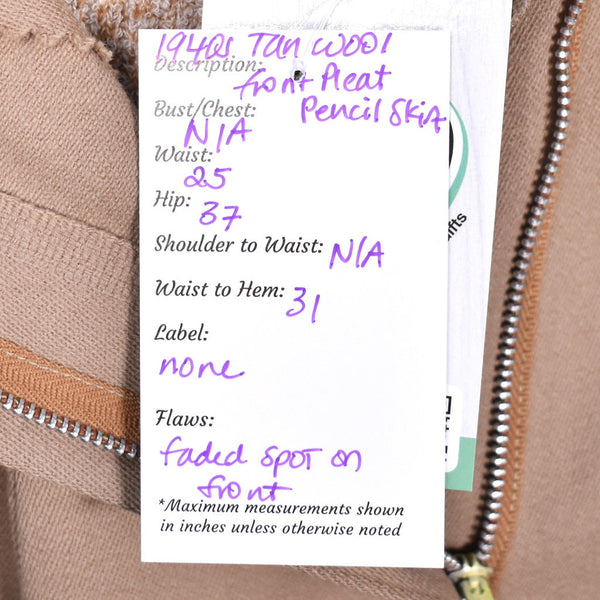 1940s Tan wool
Description:
front Pleat
Pencil Skirt
Bust/Chest:
N/A
Waist:
25
Hip:
37
Shoulder to Waist: N/A
Waist to Hem: 31
Label:
none
Flaws:
faded spot on
front
*Maximum measurements shown
in inches unless otherwise noted